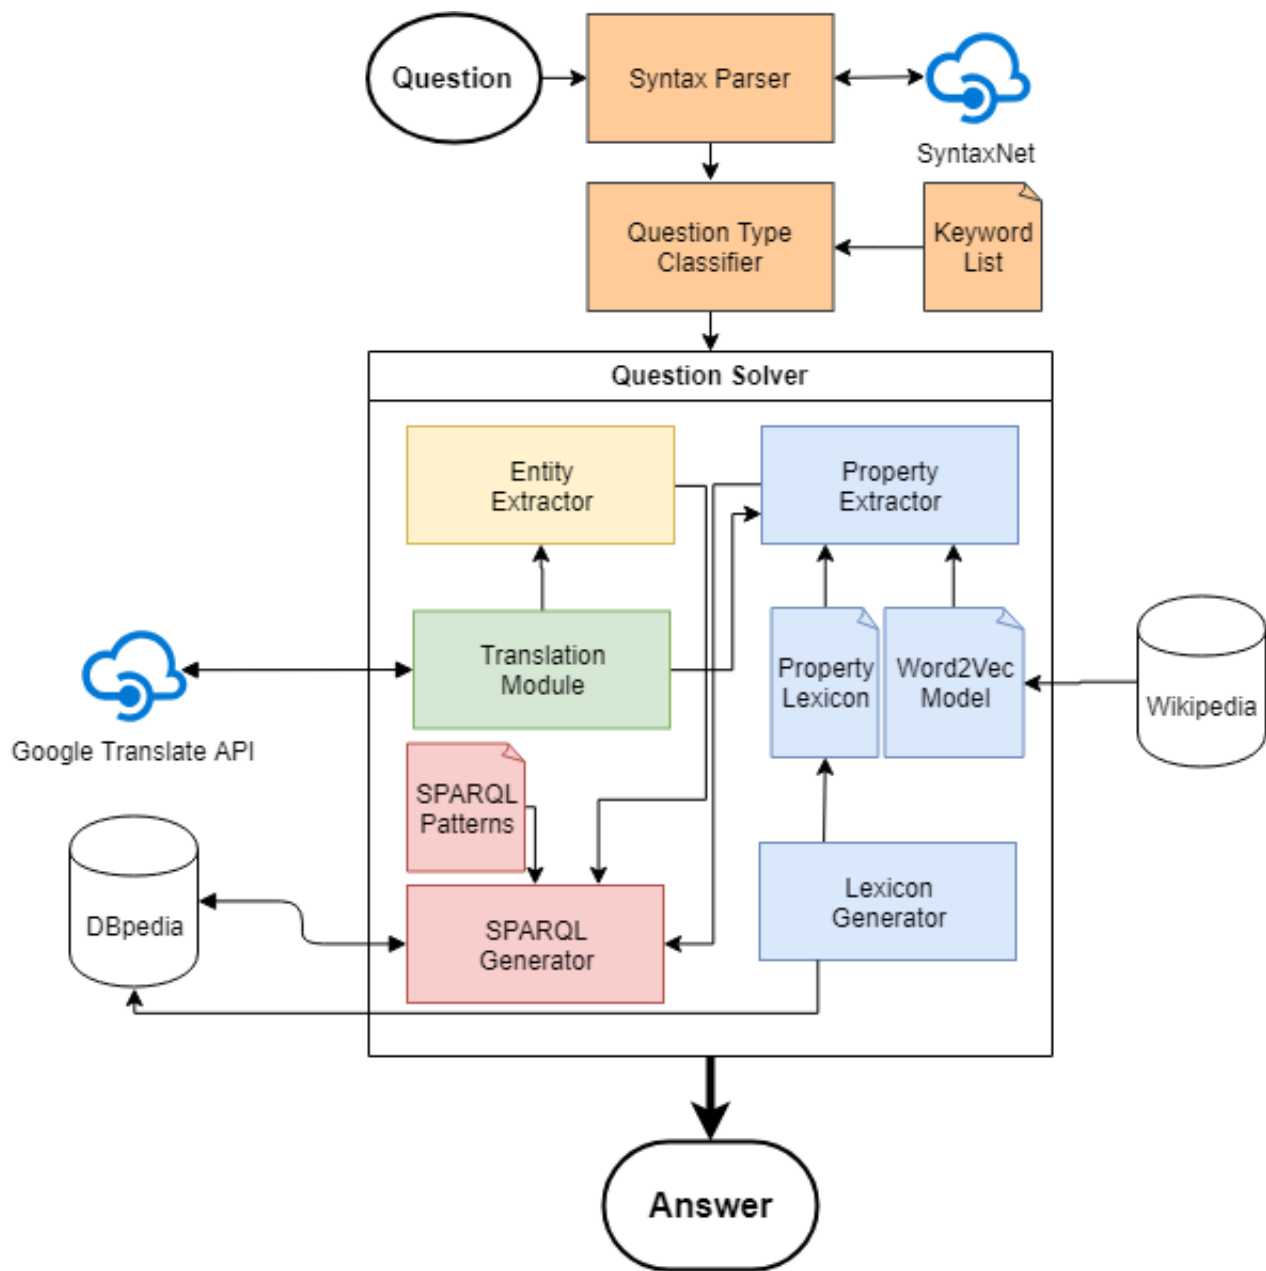 Question
Syntax Parser
SyntaxNet
Question Type
Classifier
Keyword
List
Question Solver
Entity
Extractor
Property
Extractor
Translation
Module
Property
Lexicon
Word2Vec
Model
Wikipedia
Google Translate API
SPARQL
Patterns
DBpedia
SPARQL
Generator
Lexicon
Generator
Answer